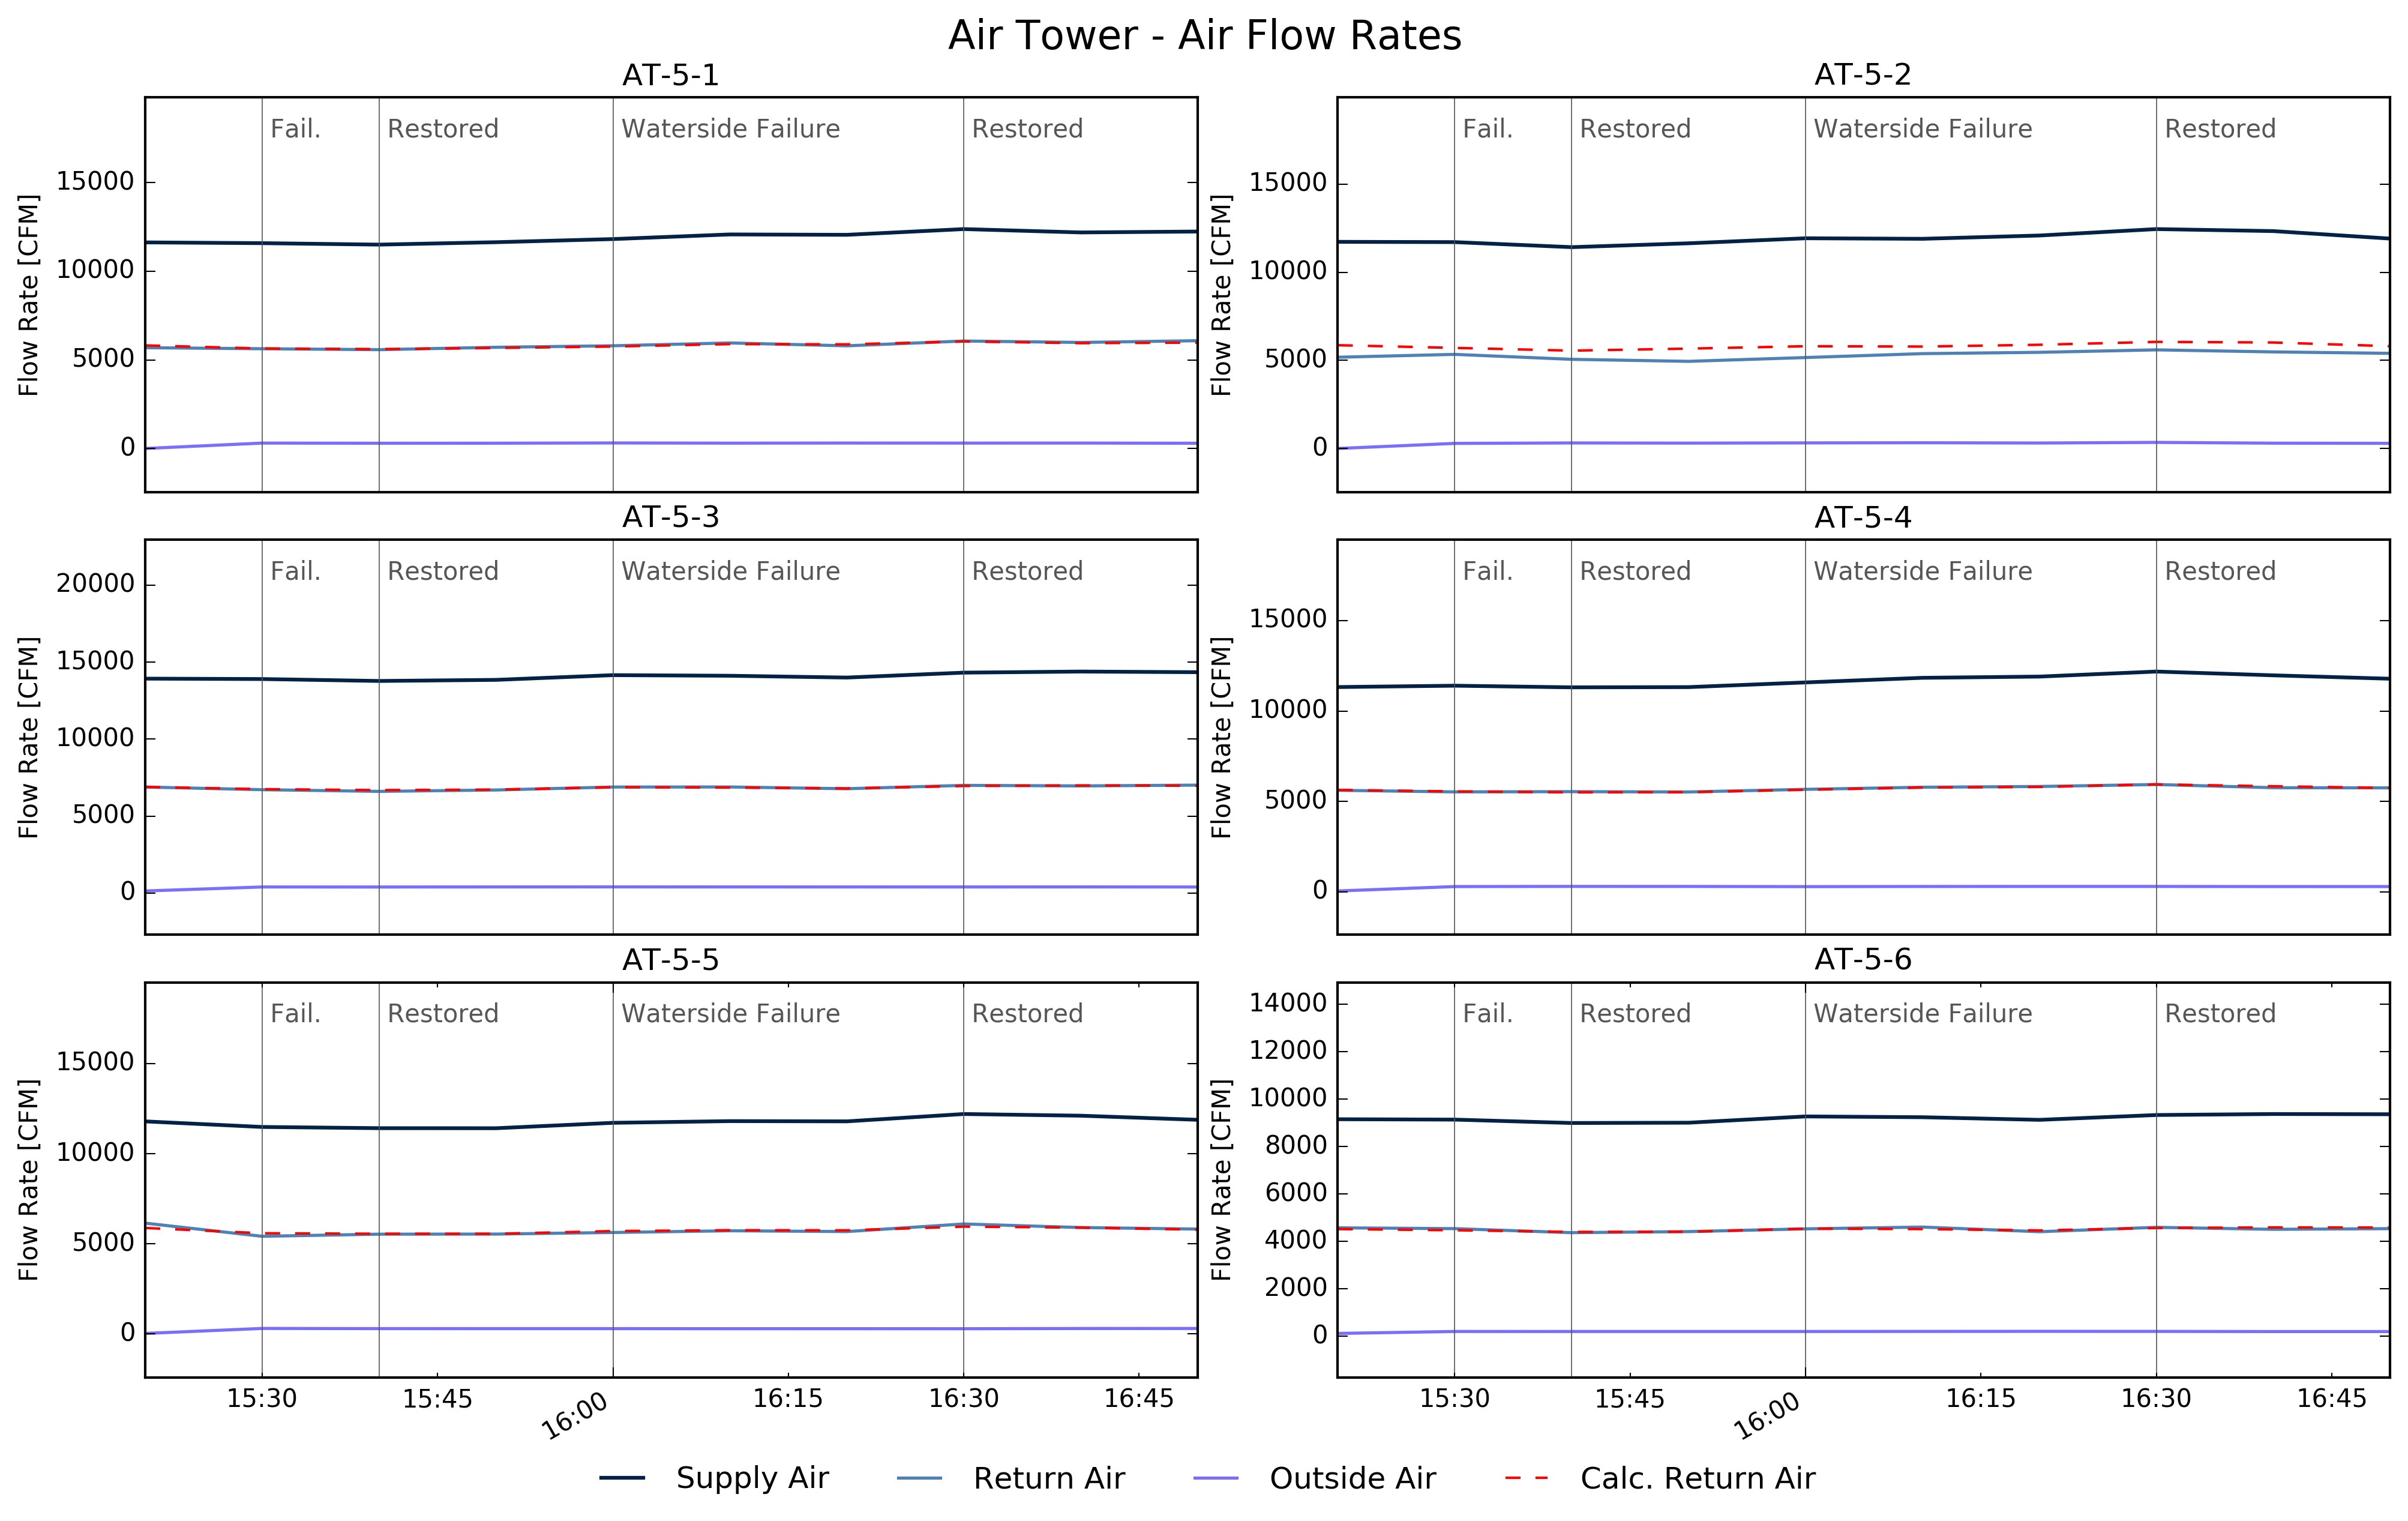 Air Tower - Air Flow Rates
AT-5-1
Fail.
Restored
Waterside Failure
Restored
15000
10000
5000
0
Flow Rate [CFM]
AT-5-2
Fail.
Restored
Waterside Failure
Restored
15000
10000
5000
0
Flow Rate [CFM]
AT-5-3
Fail.
Restored
Waterside Failure
Restored
20000
15000
10000
5000
0
Flow Rate [CFM]
AT-5-4
Fail.
Restored
Waterside Failure
Restored
15000
10000
5000
0
Flow Rate [CFM]
AT-5-5
Fail.
Restored
Waterside Failure
Restored
15000
10000
5000
0
Flow Rate [CFM]
15:30 15:45 16:00 16:15 16:30 16:45
AT-5-6
Fail.
Restored
Waterside Failure
Restored
14000
12000
10000
8000
6000
4000
2000
0
Flow Rate [CFM]
15:30 15:45 16:00 16:15 16:30 16:45
Supply Air Return Air Outside Air Calc. Return Air